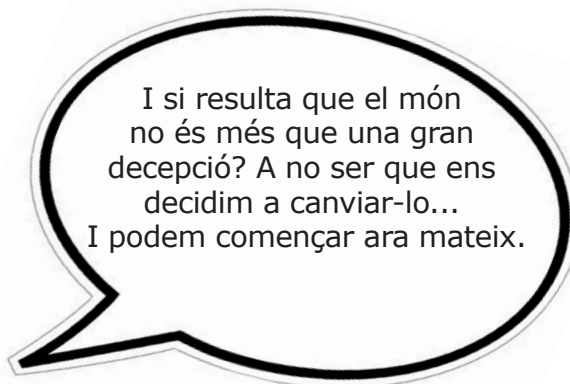 I si resulta que el món
no és més que una gran
decepció? A no ser que ens
decidim a canviar-lo...
I podem començar ara mateix.